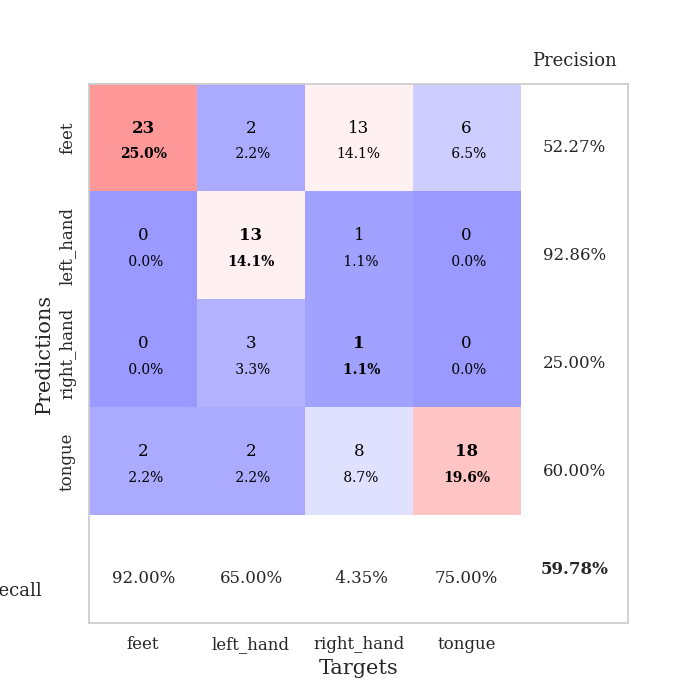 Precision
feet 23 2 13 6 52.27%
25.0% 2.2% 14.1% 6.5%
left_hand 0 13 1 0 92.86%
0.0% 14.1% 1.1% 0.0%
Predictions
right_hand 0 3 1 0 25.00%
0.0% 3.3% 1.1% 0.0%
tongue 2 2 8 18 60.00%
2.2% 2.2% 8.7% 19.6%
ecall 92.00% 65.00% 4.35% 75.00% 59.78%
feet left_hand right_hand tongue
Targets